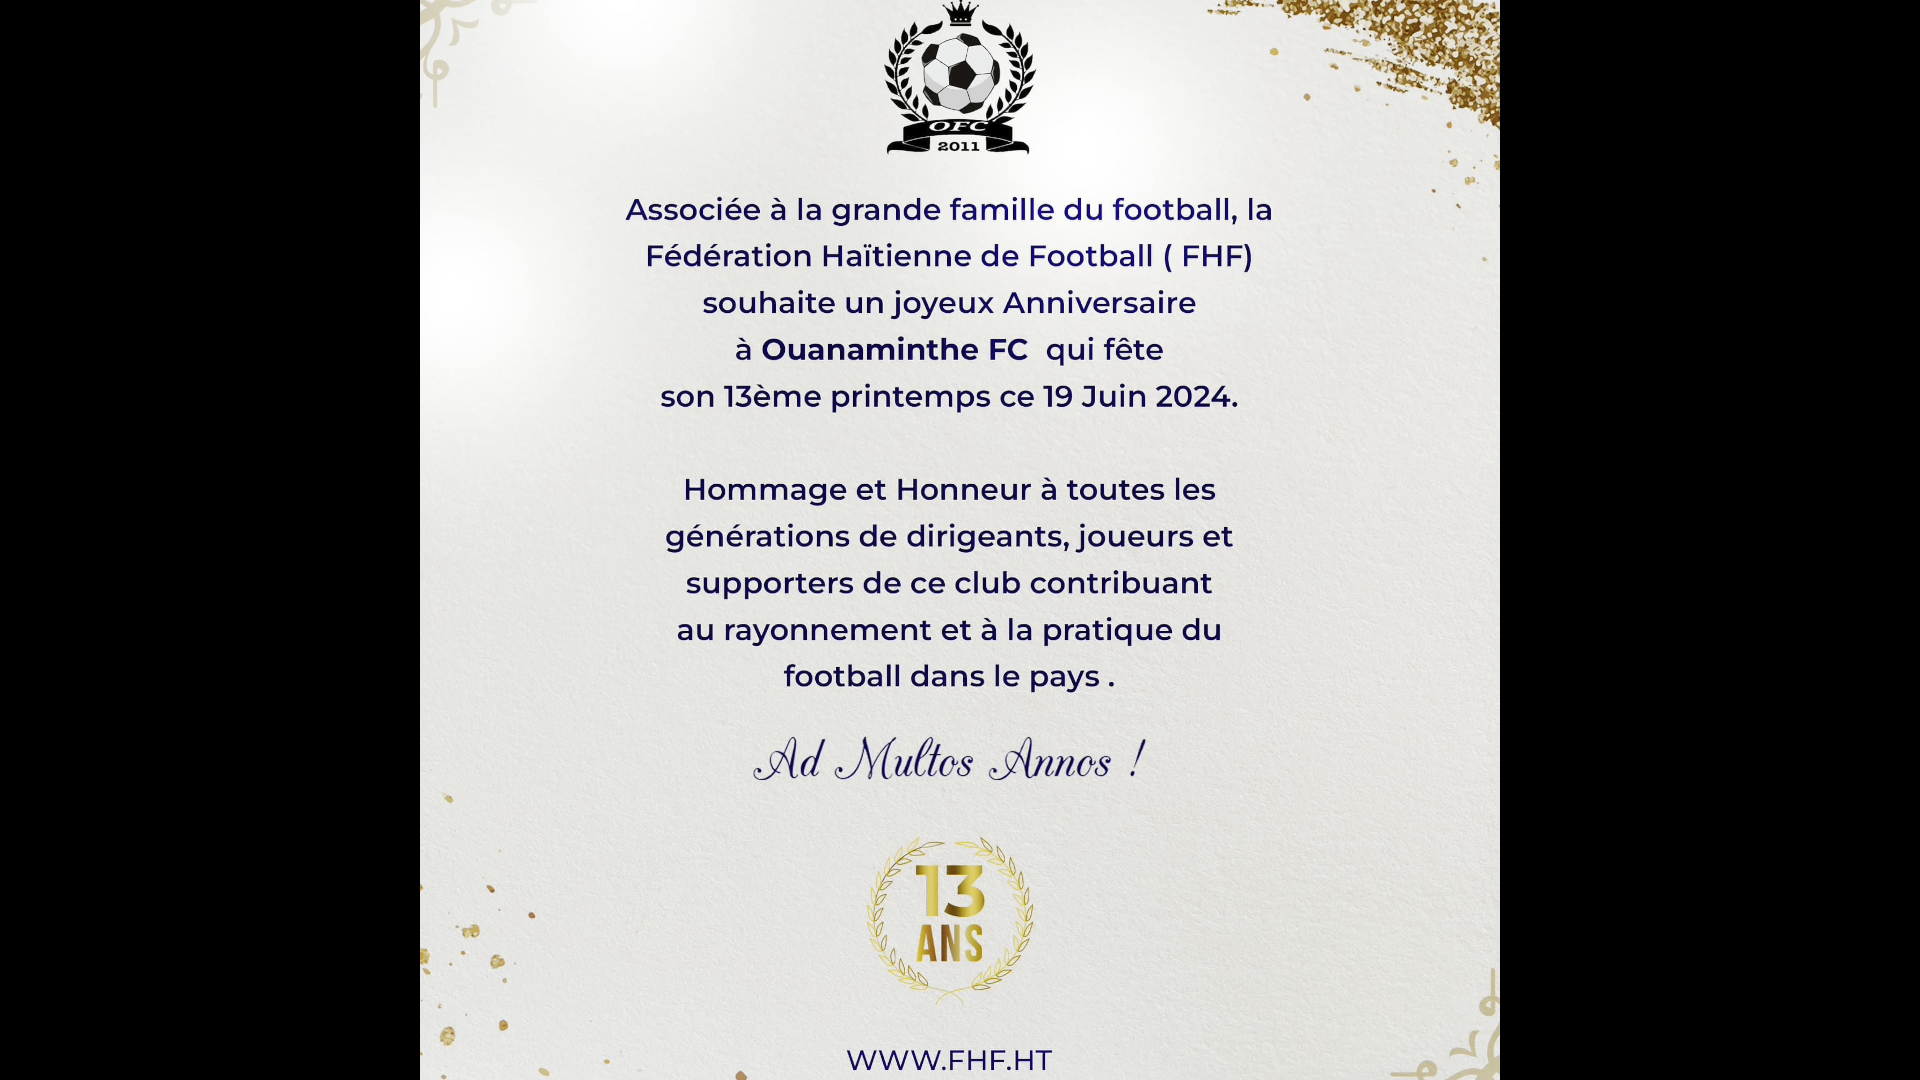 OFC
2011
Associée à la grande famille du football, la
Fédération Haïtienne de Football ( FHF)
souhaite un joyeux Anniversaire
à Ouanaminthe FC qui fête
son 13ème printemps ce 19 Juin 2024.
Hommage et Honneur à toutes les
générations de dirigeants, joueurs et
supporters de ce club contribuant
au rayonnement et à la pratique du
football dans le pays .
Ad Multos Annos !
13
ANS
WWW.FHF.HT